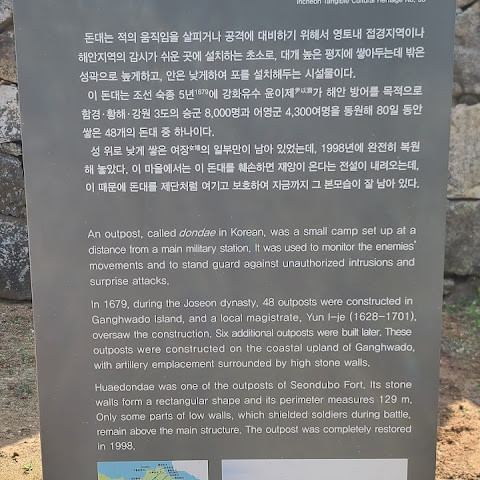 Incheon Tangible Cultural Heritage No. 
돈대는 적의 움직임을 살피거나 공격에 대비하기 위해서 영토내 접경지역이나
해안지역의 감시가 쉬운 곳에 설치하는 초소로, 대개 높은 평지에 쌓아두는데 밖은
성곽으로 높게하고, 안은 낮게하여 포를 설치해두는 시설물이다.
이 돈대는 조선 숙종 5년1679에 강화유수 윤이제尹以濟가 해안 방어를 목적으로
함경·황해·강원 3도의 승군 8,000명과 어영군 4,300여명을 동원해 80일 동안
쌓은 48개의 돈대 중 하나이다.
성 위로 낮게 쌓은 여장의 일부만이 남아 있었는데, 1998년에 완전히 복원
해 놓았다. 이 마을에서는 이 돈대를 훼손하면 재앙이 온다는 전설이 내려오는데,
이 때문에 돈대를 제단처럼 여기고 보호하여 지금까지 그 본모습이 잘 남아 있다.
An outpost, called dondae in Korean, was a small camp set up at a
distance from a main military station. It was used to monitor the enemies'
movements and to stand guard against unauthorized intrusions and
surprise attacks.
In 1679, during the Joseon dynasty, 48 outposts were constructed in
Ganghwado Island, and a local magistrate, Yun I-je (1628-1701),
oversaw the construction. Six additional outposts were built later. These
outposts were constructed on the coastal upland of Ganghwado,
with artillery emplacement surrounded by high stone walls.
Huaedondae was one of the outposts of Seondubo Fort. Its stone
walls form a rectangular shape and its perimeter measures 129 m.
Only some parts of low walls, which shielded soldiers during battle,
remain above the main structure. The outpost was completely restored
in 1998.